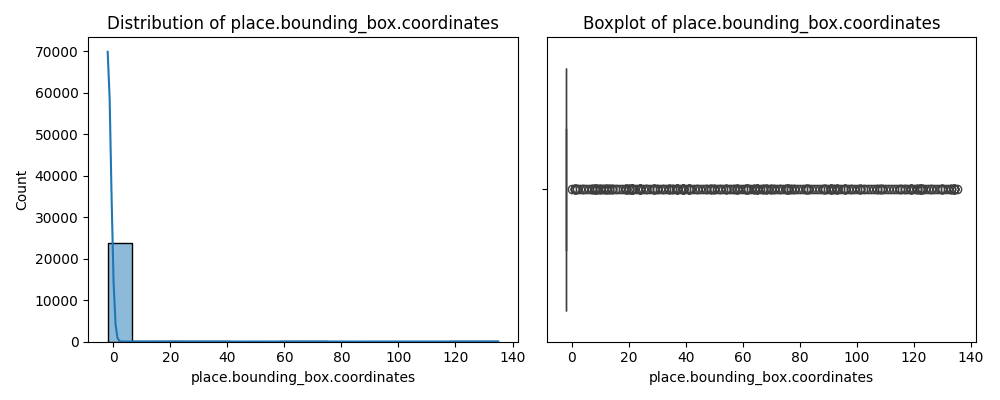 Distribution of place.bounding_box.coordinates
Boxplot of place.bounding_box.coordinates
70000
60000
50000
40000
30000
20000
10000
0
Count
0 20 40 60 80 100 120 140
0 20 40 60 80 100 120 140
place.bounding_box.coordinates
place.bounding_box.coordinates